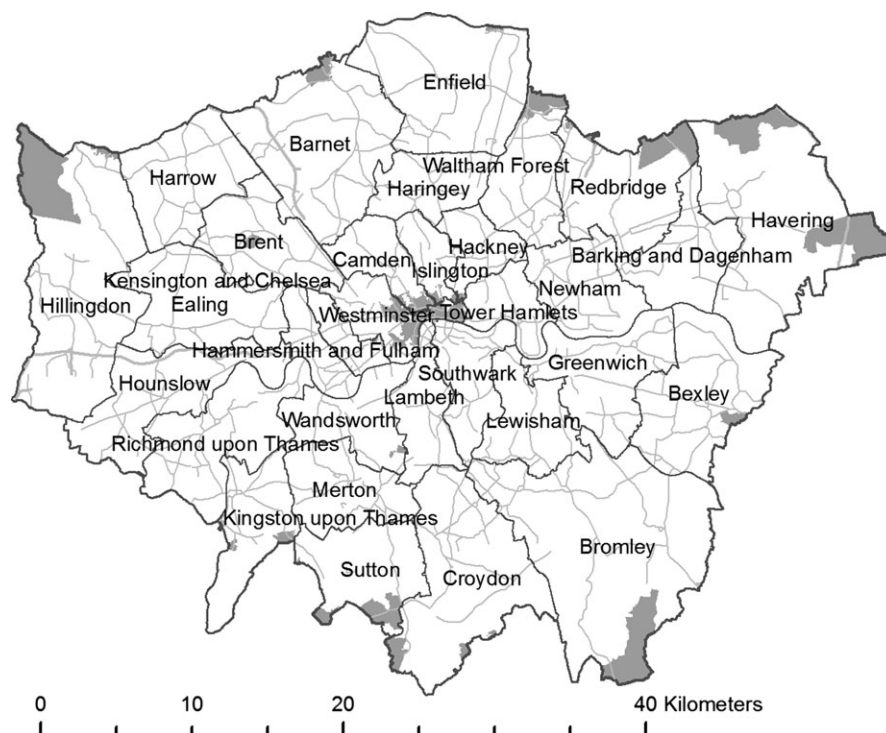 Enfield
Barnet
Waltham Forest
Harrow
Haringey
Redbridge
Havering
Brent
Camden
Hackney
Islington
Barking and Dagenham
Kensington and Chelsea
Hillingdon
Ealing
Newham
Westminster
Tower Hamlets
Hammersmith and Fulham
Greenwich
Hounslow
Southwark
Bexley
Lambeth
Wandsworth
Lewisham
Richmond upon Thames
Merton
Kingston upon Thames
Bromley
Sutton
Croydon
0 10 20 40 Kilometers